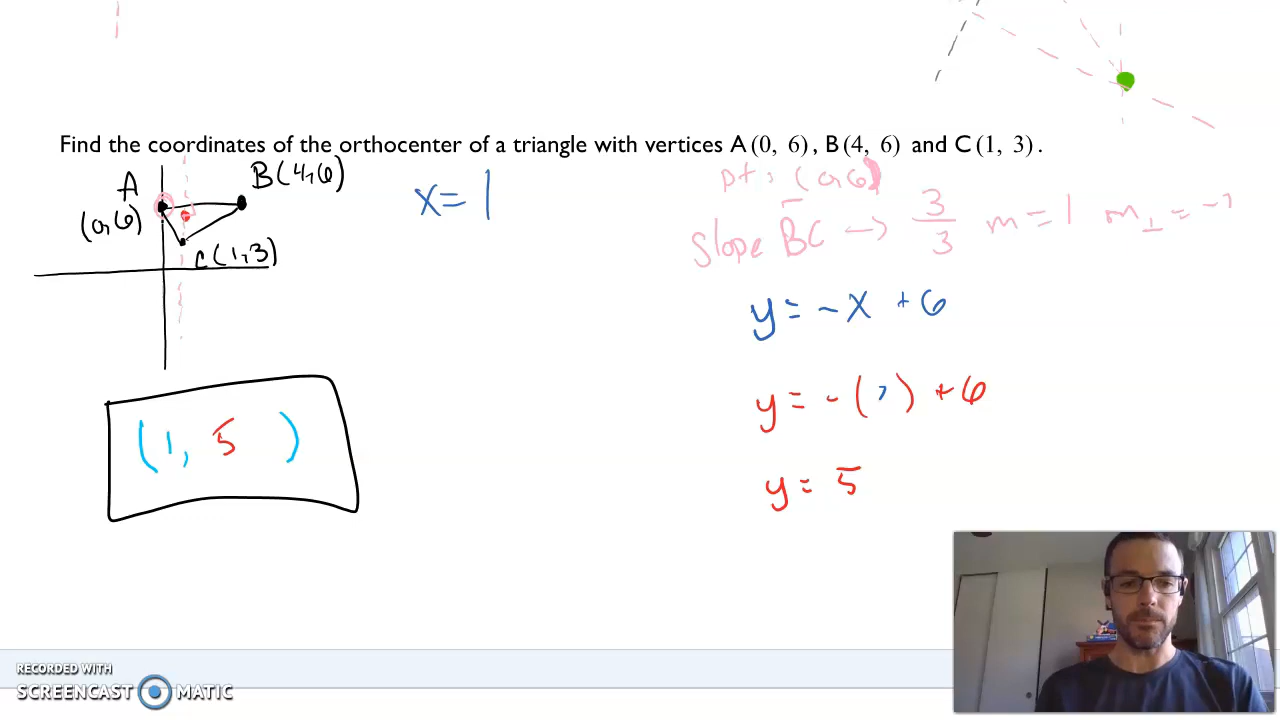 Find the coordinates of the orthocenter of a triangle with vertices A (0, 6), B (4, 6) and C (1, 3).
A
B(4,6)
(0,6)
C(1,3)
x = 1
pt: (0,6)
slope BC → 3/3 m = 1 m⊥ = -1
y = -x + 6
y = -(1) + 6
y = 5
(1, 5 )
RECORDED WITH
SCREENCAST MATIC